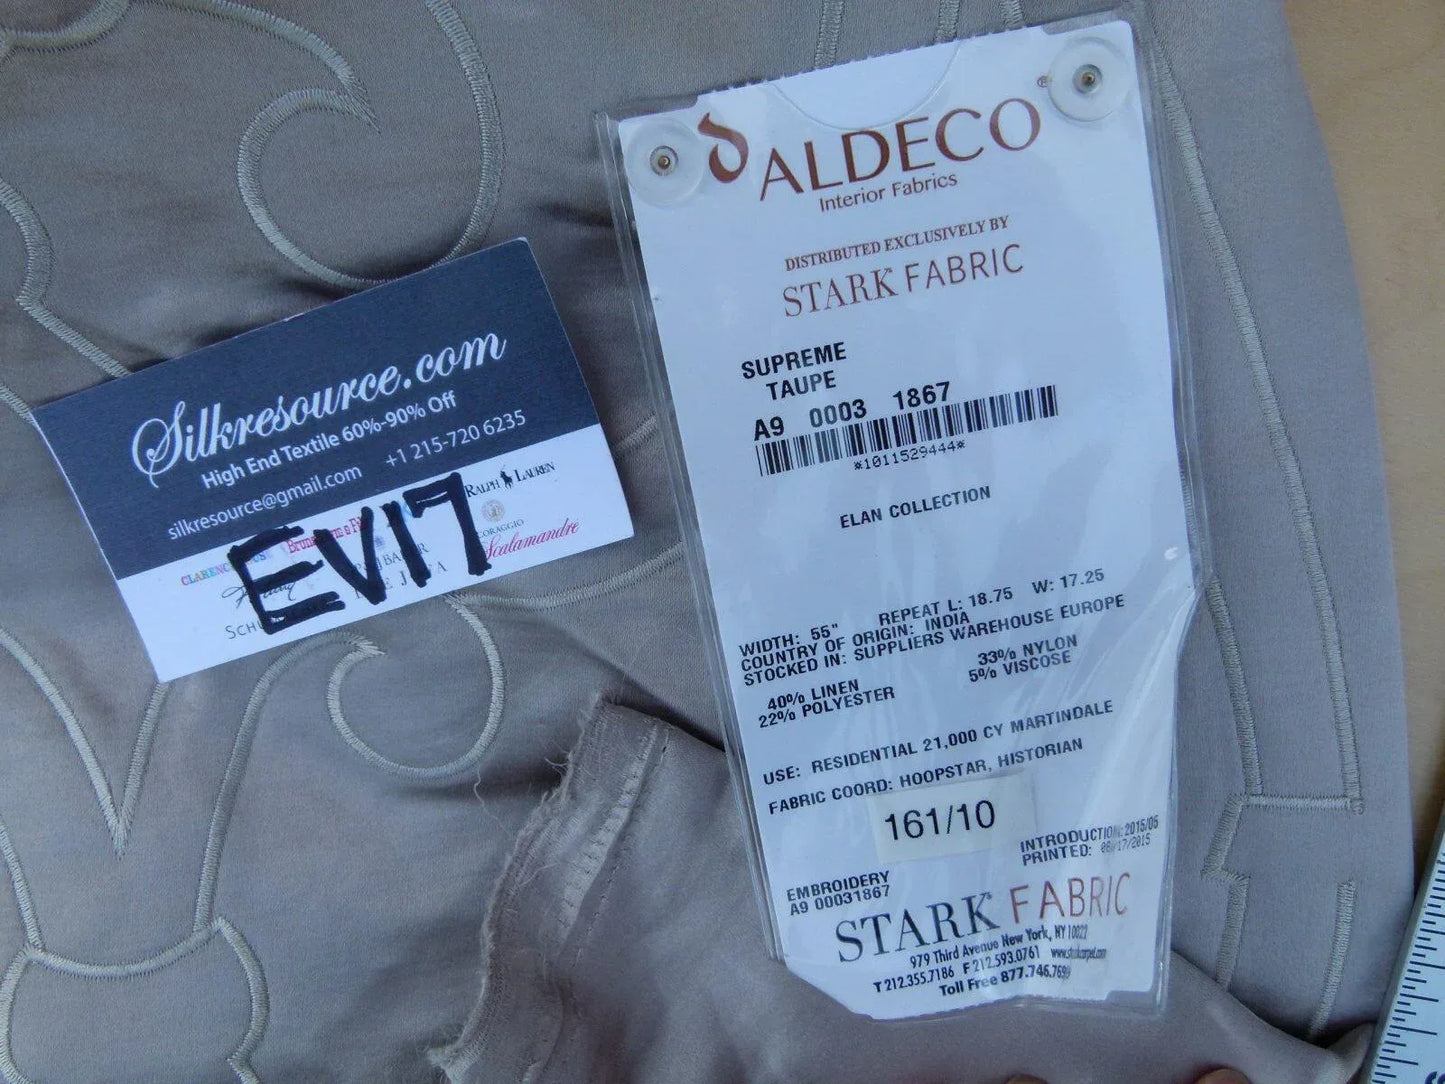 Silkresource.com
High End Textile 60%-90% Off
silkresource@gmail.com +1 215-720 6235
RALPH LAUREN
CORAGGIO
Scalamandre
EV17
ALDECO®
Interior Fabrics
DISTRIBUTED EXCLUSIVELY BY
STARK FABRIC
SUPREME
TAUPE
A9 0003 1867
*1011529444*
ELAN COLLECTION
WIDTH: 55" REPEAT L: 18.75 W: 17.25
COUNTRY OF ORIGIN: INDIA
STOCKED IN: SUPPLIERS WAREHOUSE EUROPE
40% LINEN 33% NYLON
22% POLYESTER 5% VISCOSE
USE: RESIDENTIAL 21,000 CY MARTINDALE
FABRIC COORD: HOOPSTAR, HISTORIAN
161/10
INTRODUCTION: 2015/05
PRINTED:
EMBROIDERY
A9 00031867
STARK FABRIC
979 Third Avenue New York, NY 10022
T 212.355.7186 F 212.593.0761
Toll Free